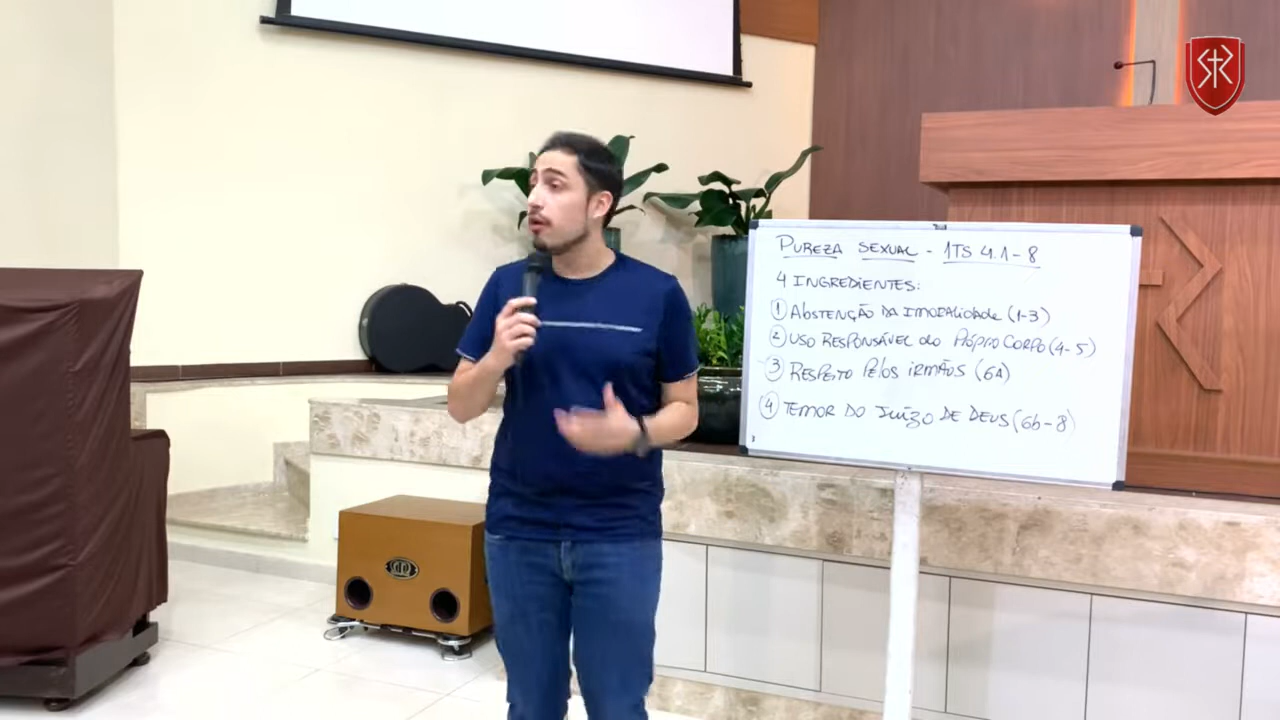 PUREZA SEXUAL - 1TS 4.1-8
4 INGREDIENTES:
1 ABSTENÇÃO DA IMORALIDADE (1-3)
2 USO RESPONSÁVEL DO PRÓPRIO CORPO (4-5)
3 RESPEITO PELOS IRMÃOS (6A)
4 TEMOR DO JUÍZO DE DEUS (6b-8)